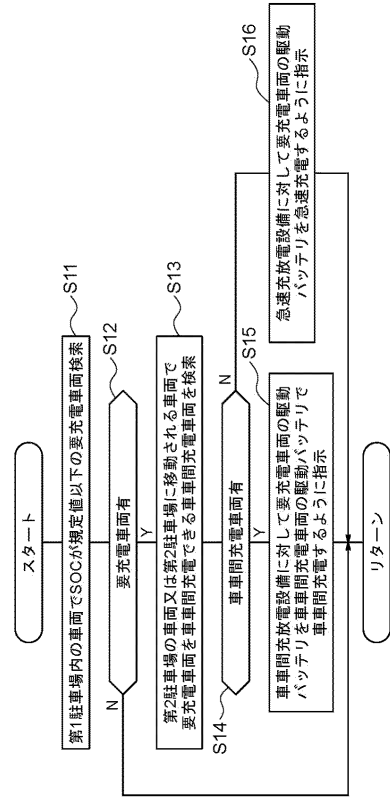 スタート
S11
第1駐車場内の車両でSOCが規定値以下の要充電車両検索
S12
要充電車両有
N
Y
S13
第2駐車場の車両又は第2駐車場に移動される車両で
要充電車両を車車間充電できる車車間充電車両を検索
S14
車車間充電車両有
N
Y
S15
車車間充放電設備に対して要充電車両の駆動
バッテリを車車間充電車両の駆動バッテリで
車車間充電するように指示
S16
急速充放電設備に対して要充電車両の駆動
バッテリを急速充電するように指示
リターン